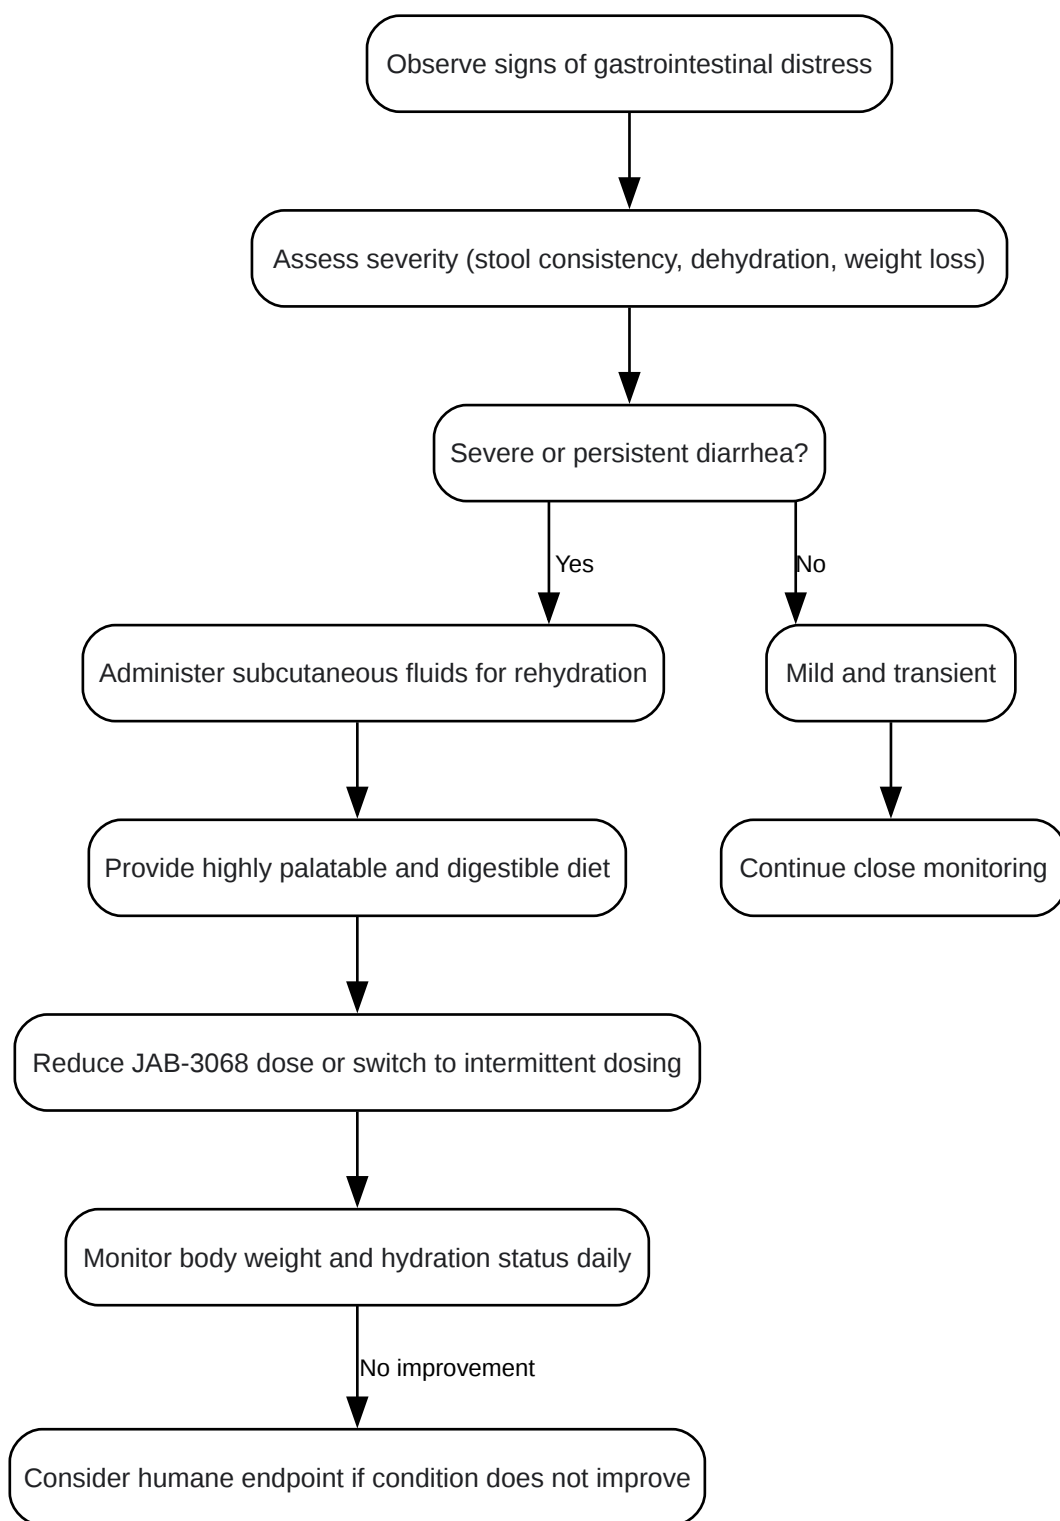 Observe signs of gastrointestinal distress
Assess severity (stool consistency, dehydration, weight loss)
Severe or persistent diarrhea?
Yes
No
Administer subcutaneous fluids for rehydration
Mild and transient
Provide highly palatable and digestible diet
Continue close monitoring
Reduce JAB-3068 dose or switch to intermittent dosing
Monitor body weight and hydration status daily
No improvement
Consider humane endpoint if condition does not improve